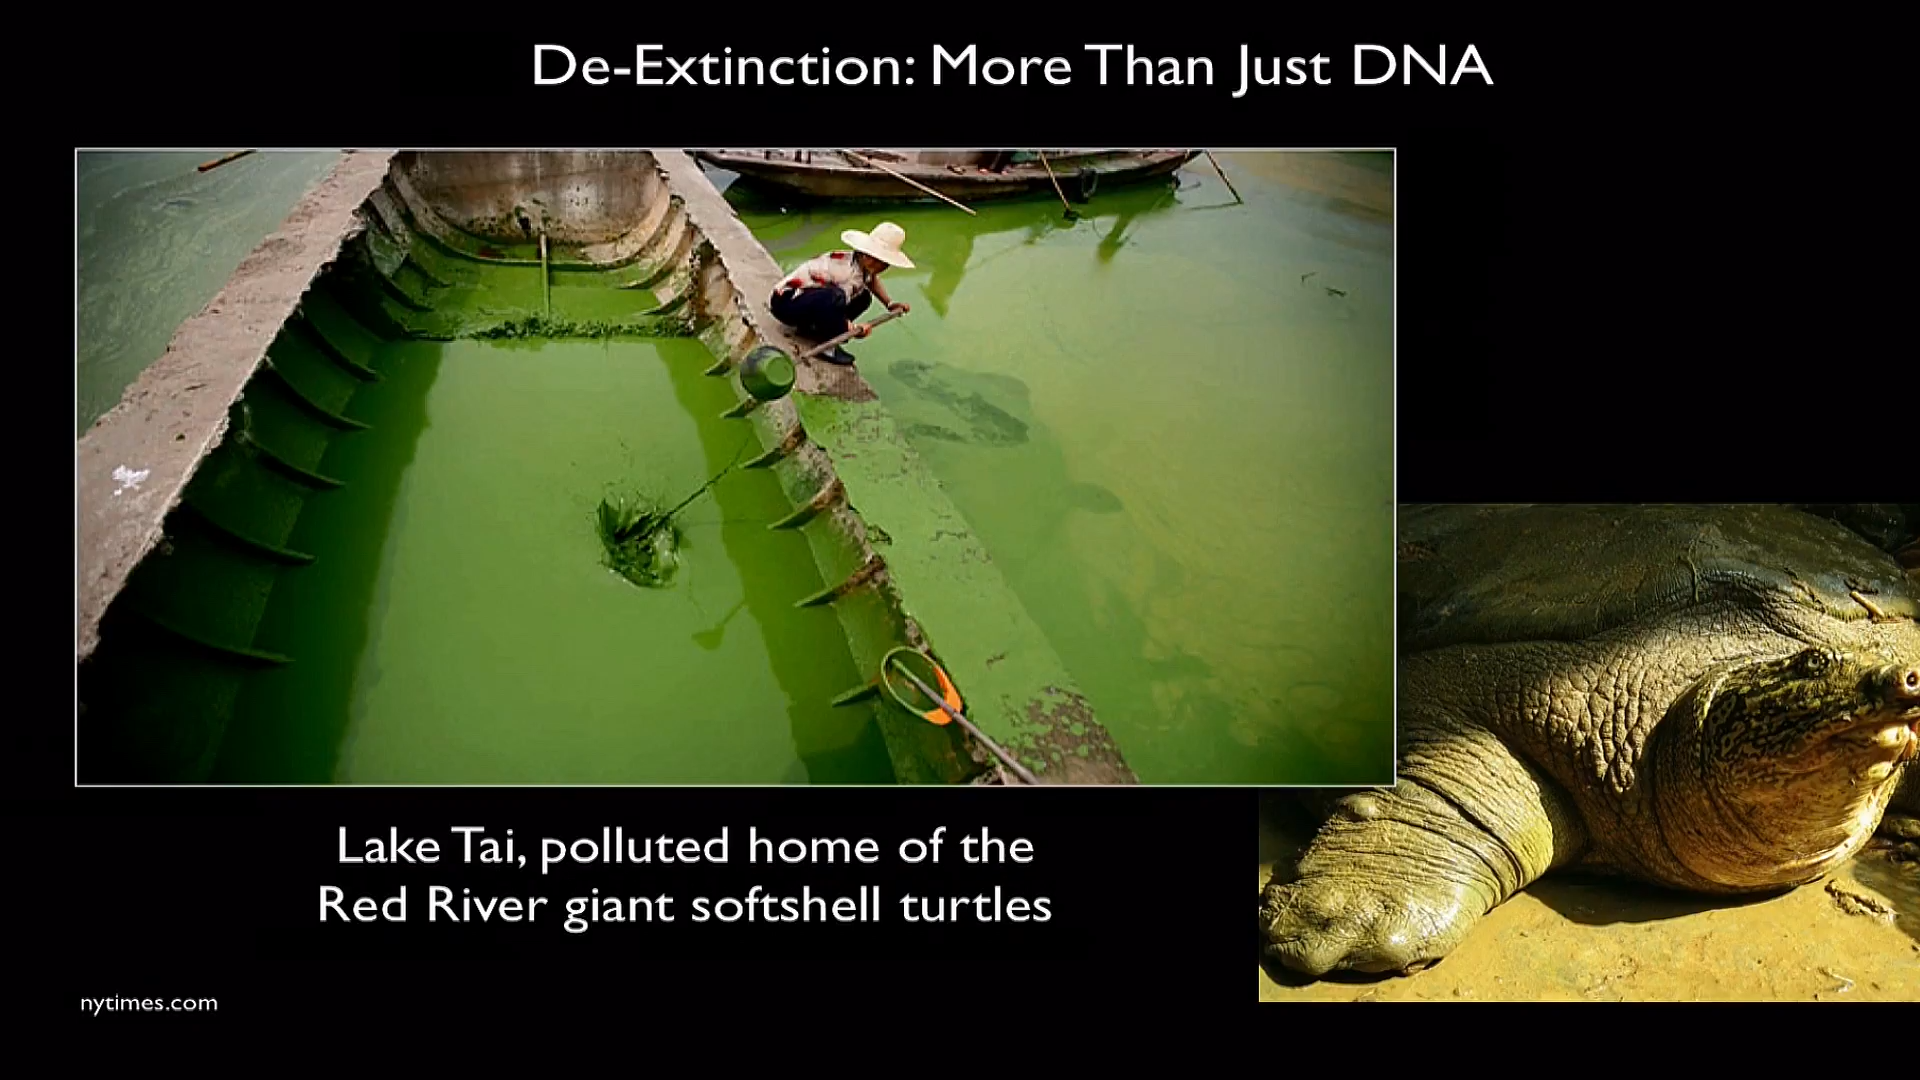 De-Extinction: More Than Just DNA
Lake Tai, polluted home of the
Red River giant softshell turtles
nytimes.com